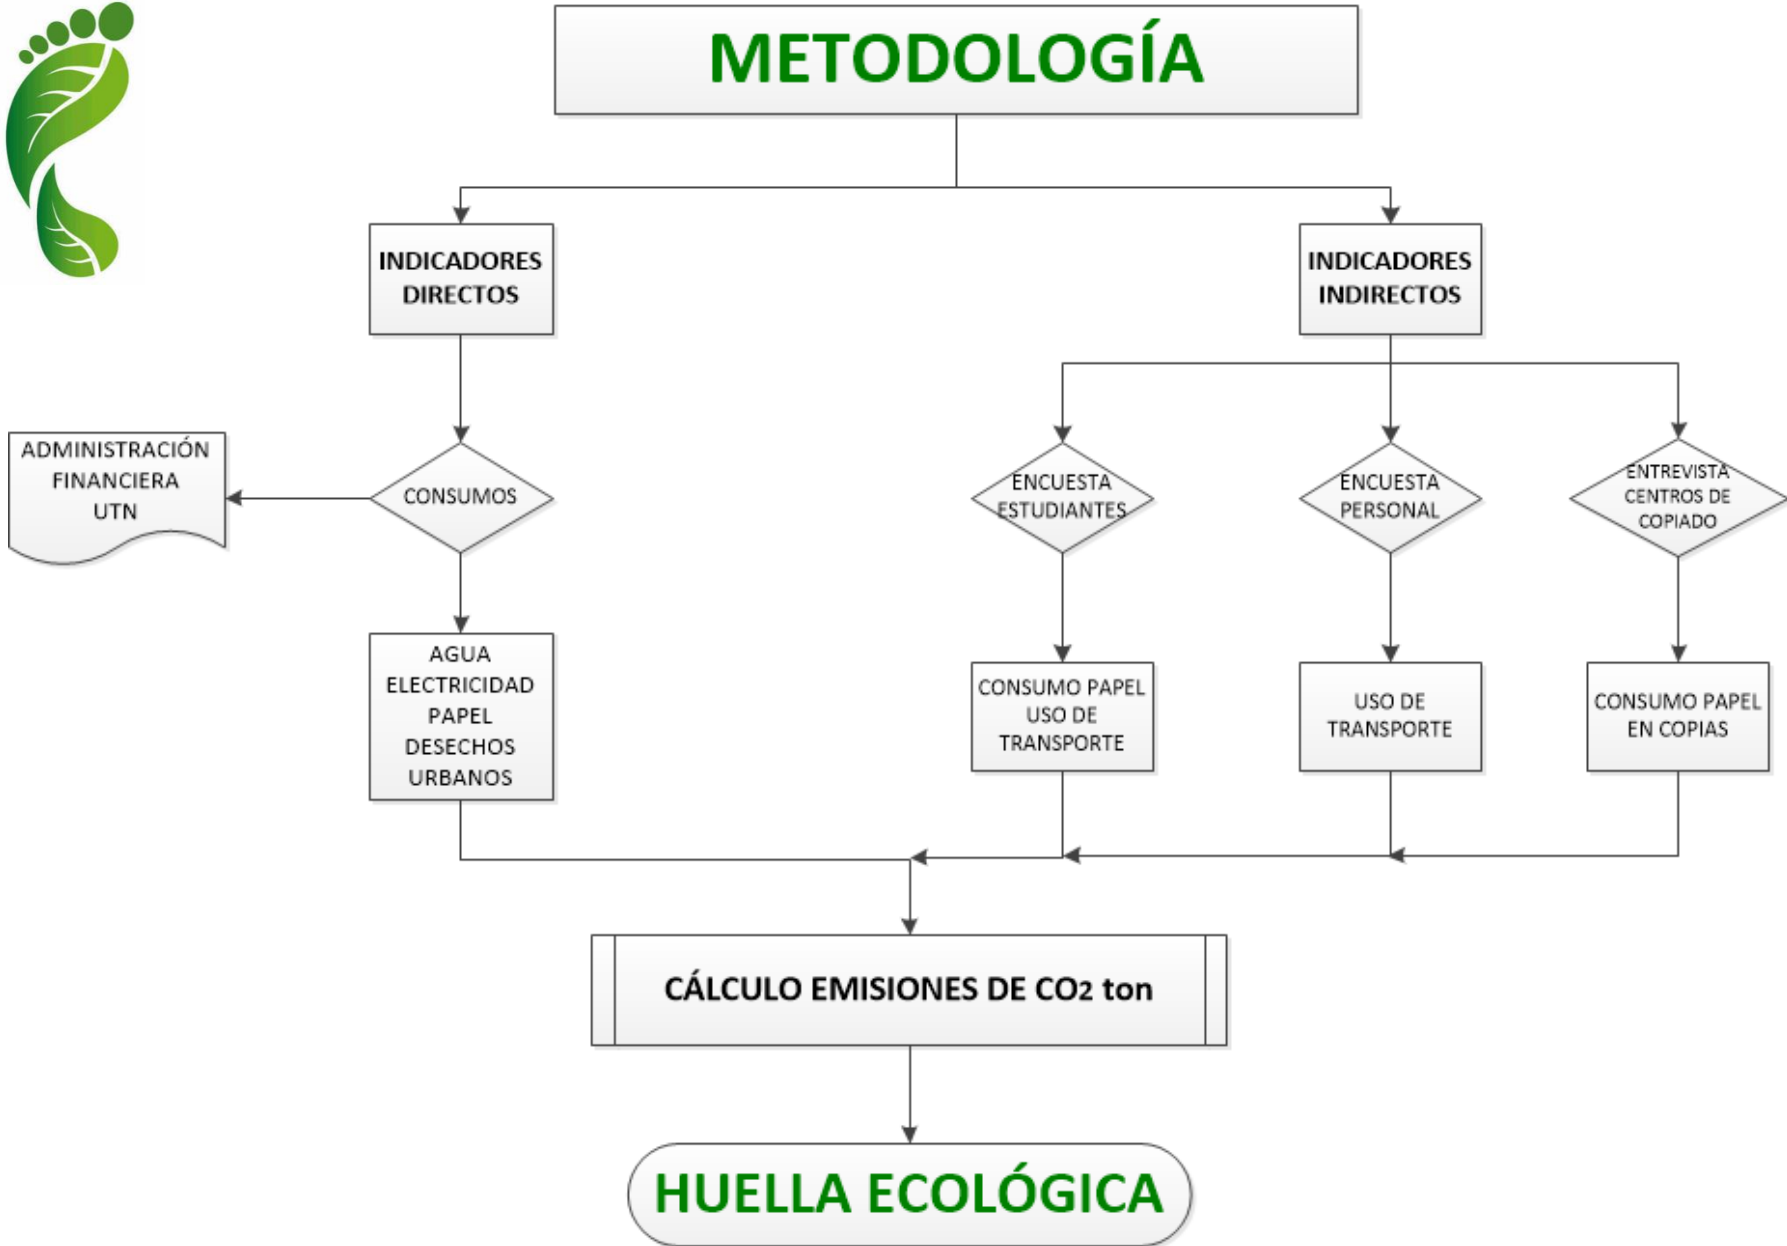 METODOLOGÍA
INDICADORES
DIRECTOS
INDICADORES
INDIRECTOS
ADMINISTRACIÓN
FINANCIERA
UTN
CONSUMOS
ENCUESTA
ESTUDIANTES
ENCUESTA
PERSONAL
ENTREVISTA
CENTROS DE
COPIADO
AGUA
ELECTRICIDAD
PAPEL
DESECHOS
URBANOS
CONSUMO PAPEL
USO DE
TRANSPORTE
USO DE
TRANSPORTE
CONSUMO PAPEL
EN COPIAS
CÁLCULO EMISIONES DE CO2 ton
HUELLA ECOLÓGICA